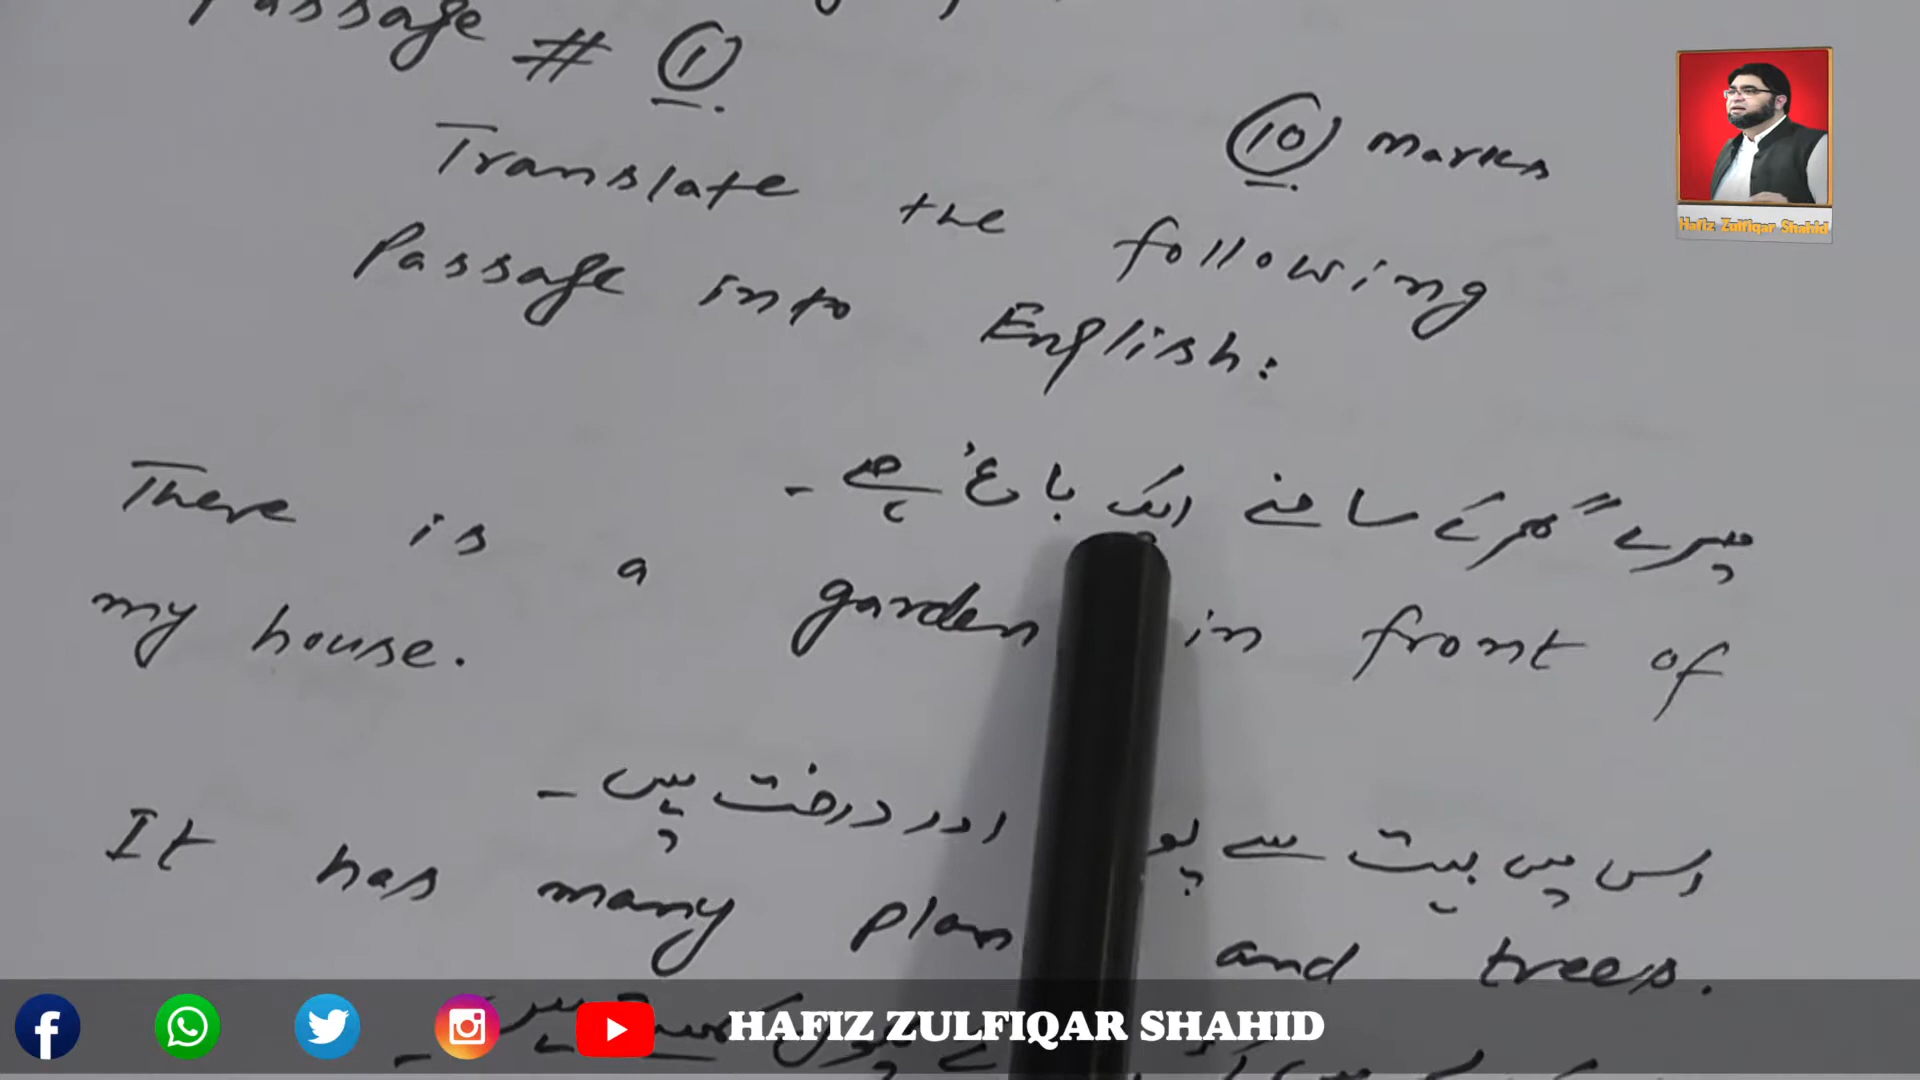 Passage # 1
10 marks
Translate the following
Passage into English:
میرے گھر کے سامنے ایک باغ ہے ۔
There is a garden in front of
my house.
اس میں بہت سے پو اور درخت ہیں ۔
It has many plan and trees.
Hafiz Zulfiqar Shahid
HAFIZ ZULFIQAR SHAHID